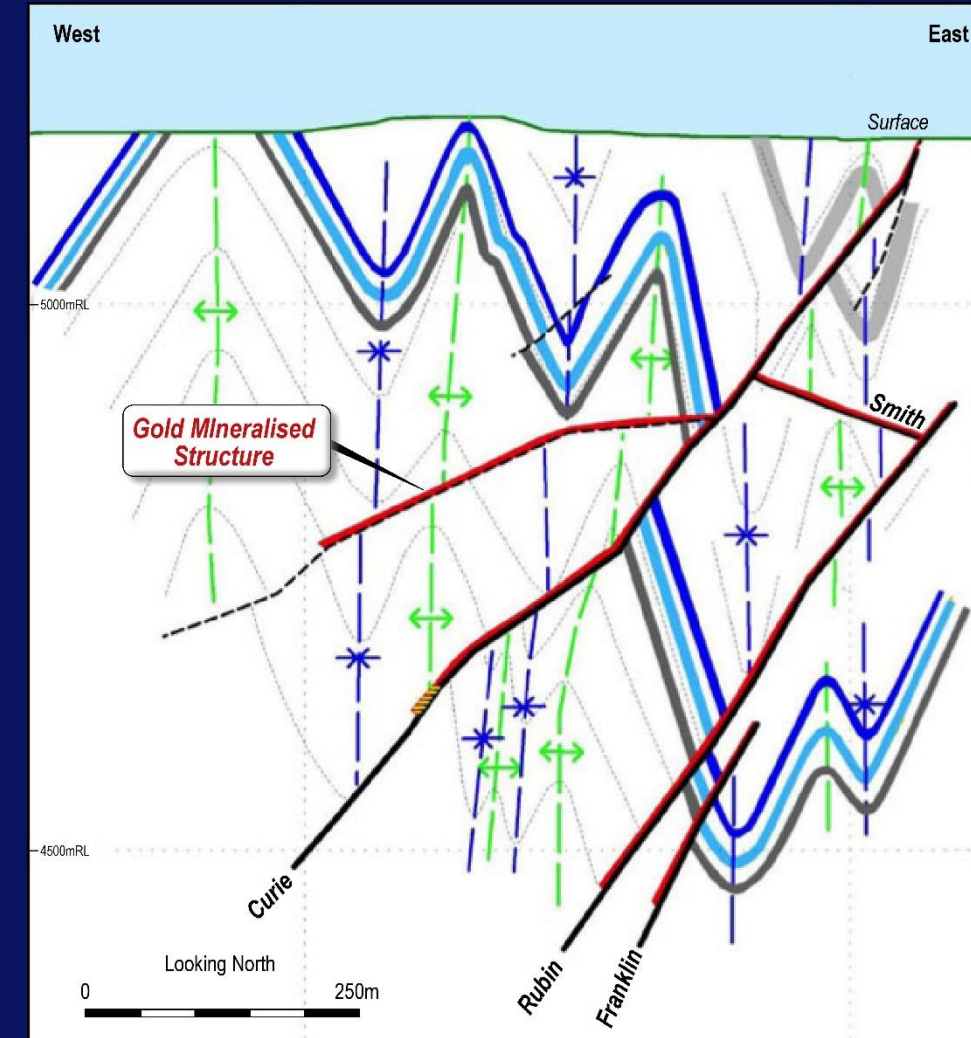 West
East
Surface
5000mRL
Smith
Gold MIneralised
Structure
4500mRL
Curie
Looking North
0
250m
Rubin
Franklin